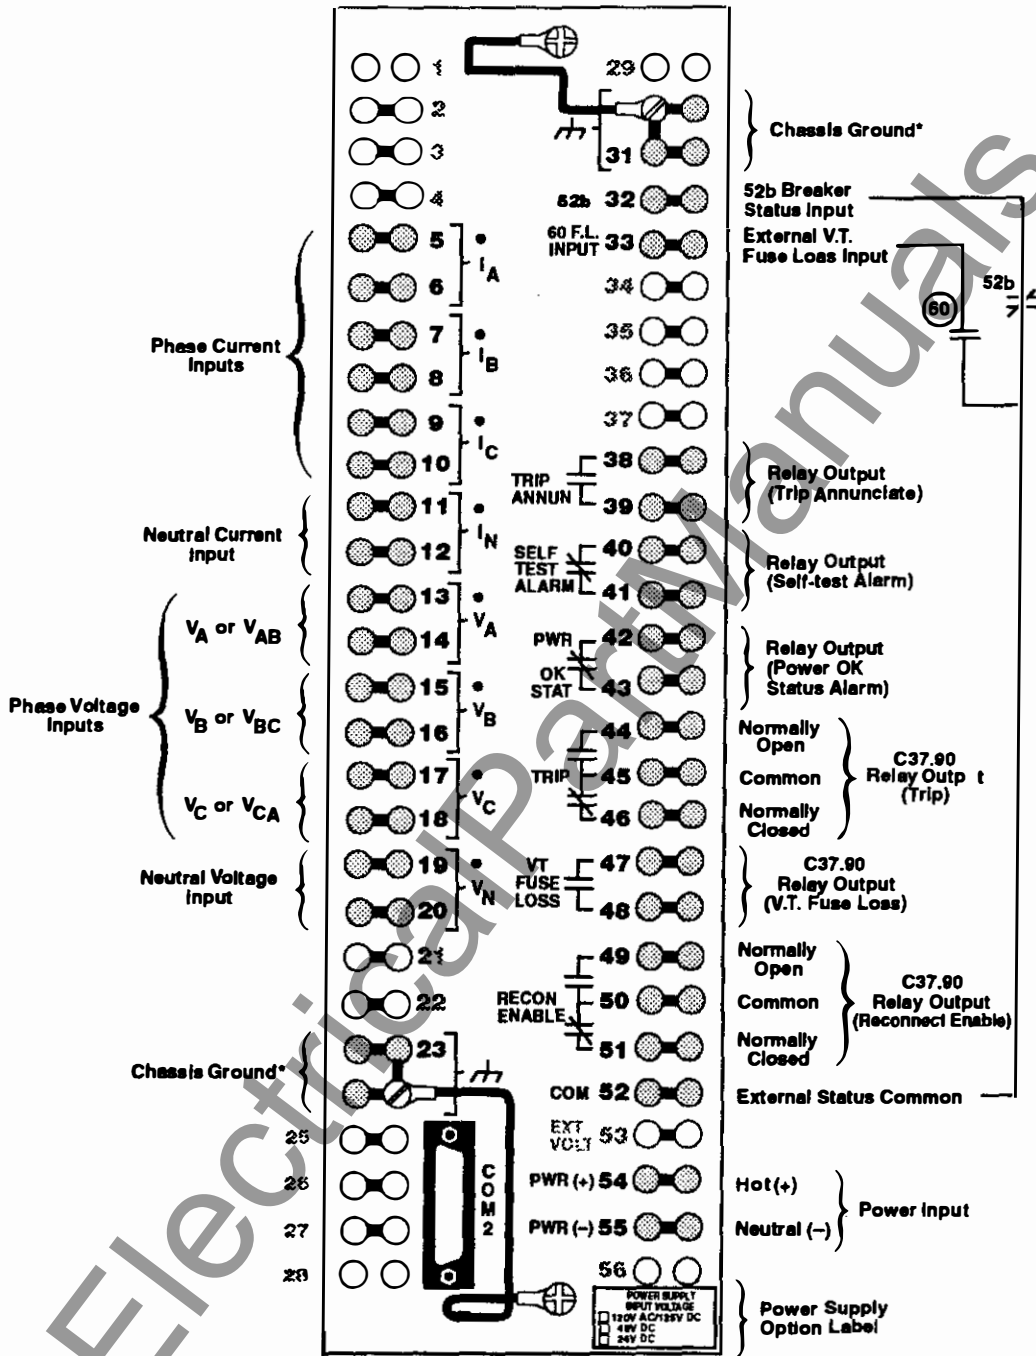 1
2
3
4
5
6
7
8
9
10
11
12
13
14
15
16
17
18
19
20
21
22
23
25
26
27
28
I_A
I_B
I_C
I_N
V_A
V_B
V_C
V_N
Phase Current
Inputs
Neutral Current
Input
V_A or V_AB
Phase Voltage
Inputs
V_B or V_BC
V_C or V_CA
Neutral Voltage
Input
Chassis Ground*
COM 2
29
31
52b 32
60 F.L.
INPUT 33
34
35
36
37
TRIP
ANNUN
38
39
SELF
TEST
ALARM
40
41
PWR
OK
STAT
42
43
TRIP
44
45
46
VT
FUSE
LOSS
47
48
RECON
ENABLE
49
50
51
COM 52
EXT
VOLT 53
PWR (+) 54
PWR (−) 55
56
POWER SUPPLY
INPUT VOLTAGE
120V AC/125V DC
48V DC
24V DC
Chassis Ground*
52b Breaker
Status Input
External V.T.
Fuse Loas Input
60
52b
Relay Output
(Trip Annunciate)
Relay Output
(Self-test Alarm)
Relay Output
(Power OK
Status Alarm)
Normally
Open
Common
Normally
Closed
C37.90
Relay Outp t
(Trip)
C37.90
Relay Output
(V.T. Fuse Loss)
Normally
Open
Common
Normally
Closed
C37.90
Relay Output
(Reconnect Enable)
External Status Common
Hot (+)
Neutral (−)
Power Input
Power Supply
Option Label
ElectricalPartManuals